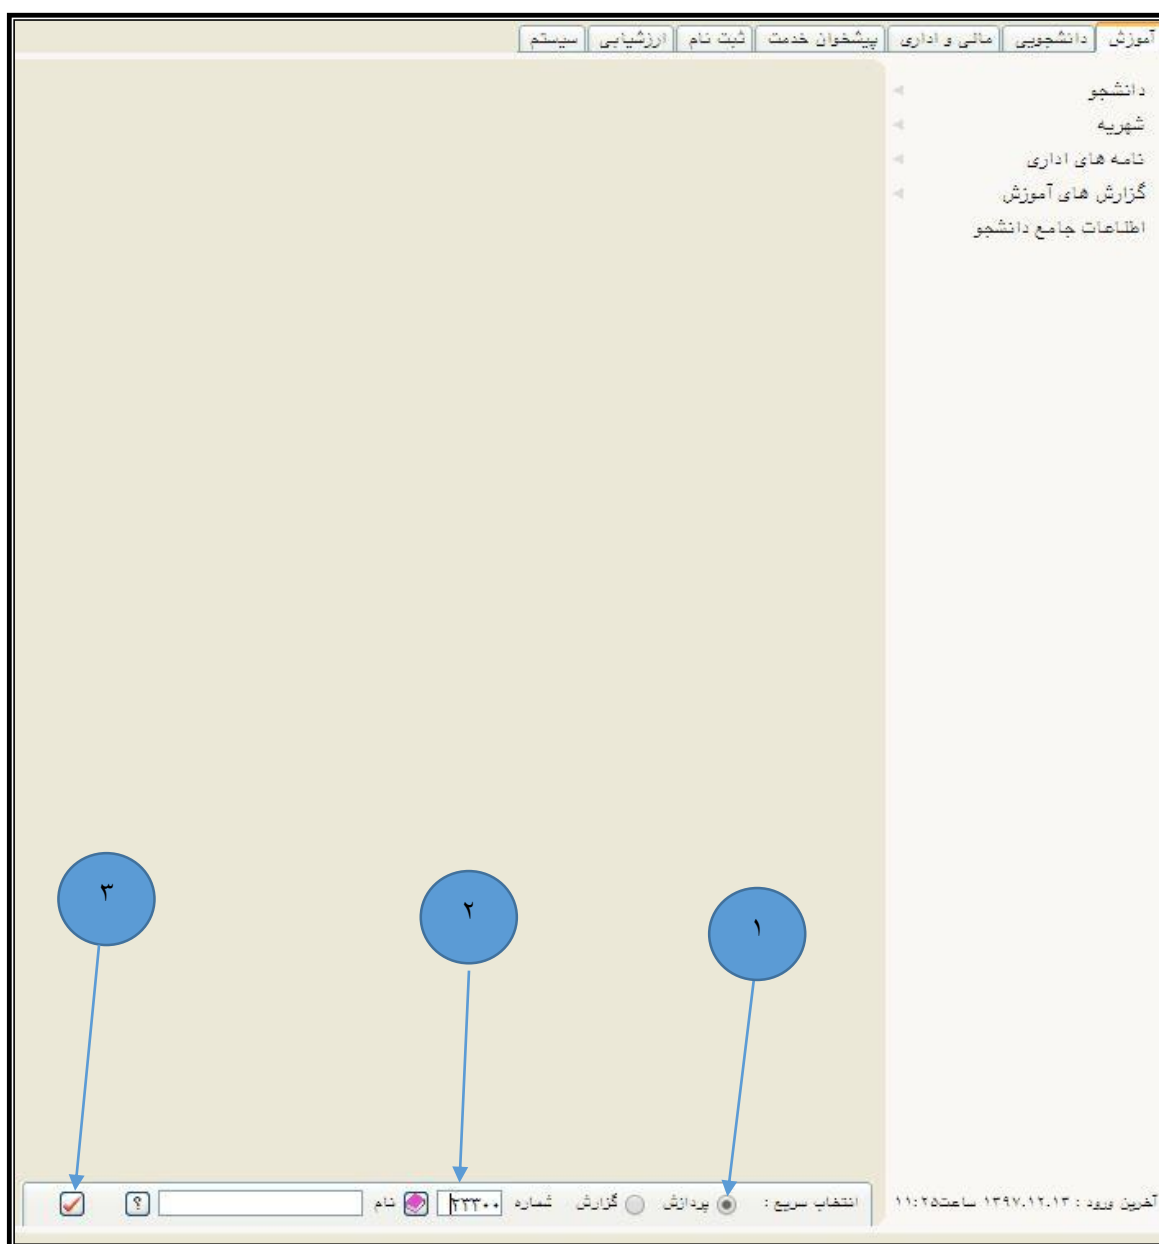 آموزش دانشجویی مالی و اداری پیشخوان خدمت ثبت نام ارزشیابی سیستم
دانشجو
شهریه
نامه های اداری
گزارش های آموزش
اطلاعات جامع دانشجو
۱ ۲ ۳
آخرین ورود : ۱۳۹۷.۱۲.۱۳ ساعت۱۱:۲۵ انتخاب سریع : پردازش گزارش شماره ۲۳۳۰۰ نام ؟